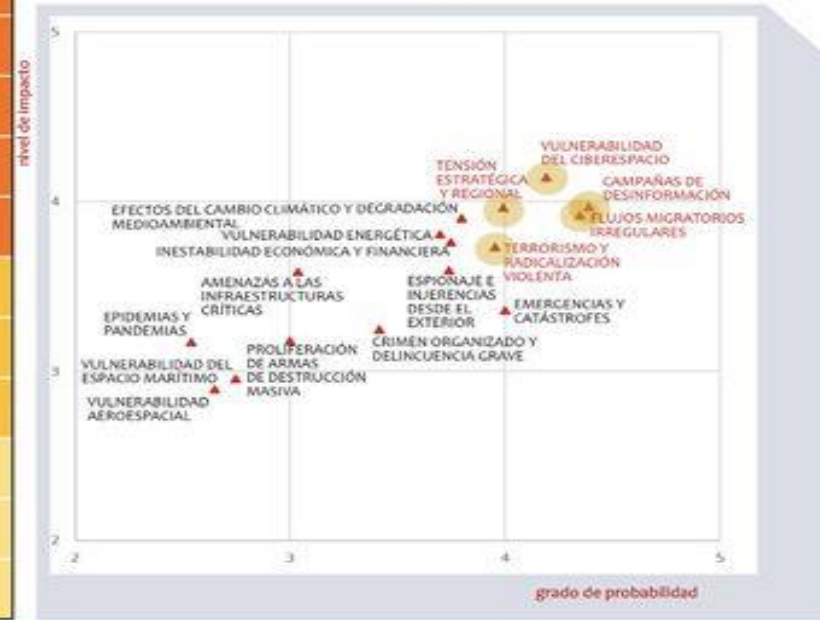 nivel de impacto
5
VULNERABILIDAD
DEL CIBERESPACIO
TENSIÓN
ESTRATÉGICA
Y REGIONAL
CAMPAÑAS DE
DESINFORMACIÓN
4
EFECTOS DEL CAMBIO CLIMÁTICO Y DEGRADACIÓN
MEDIOAMBIENTAL
FLUJOS MIGRATORIOS
IRREGULARES
VULNERABILIDAD ENERGÉTICA
INESTABILIDAD ECONÓMICA Y FINANCIERA
TERRORISMO Y
RADICALIZACIÓN
VIOLENTA
AMENAZAS A LAS
INFRAESTRUCTURAS
CRÍTICAS
ESPIONAJE E
INJERENCIAS
DESDE EL
EXTERIOR
EMERGENCIAS Y
CATÁSTROFES
EPIDEMIAS Y
PANDEMIAS
CRIMEN ORGANIZADO Y
DELINCUENCIA GRAVE
PROLIFERACIÓN
DE ARMAS
DE DESTRUCCIÓN
MASIVA
VULNERABILIDAD DEL
ESPACIO MARÍTIMO
3
VULNERABILIDAD
AEROESPACIAL
2
2 3 4 5
grado de probabilidad